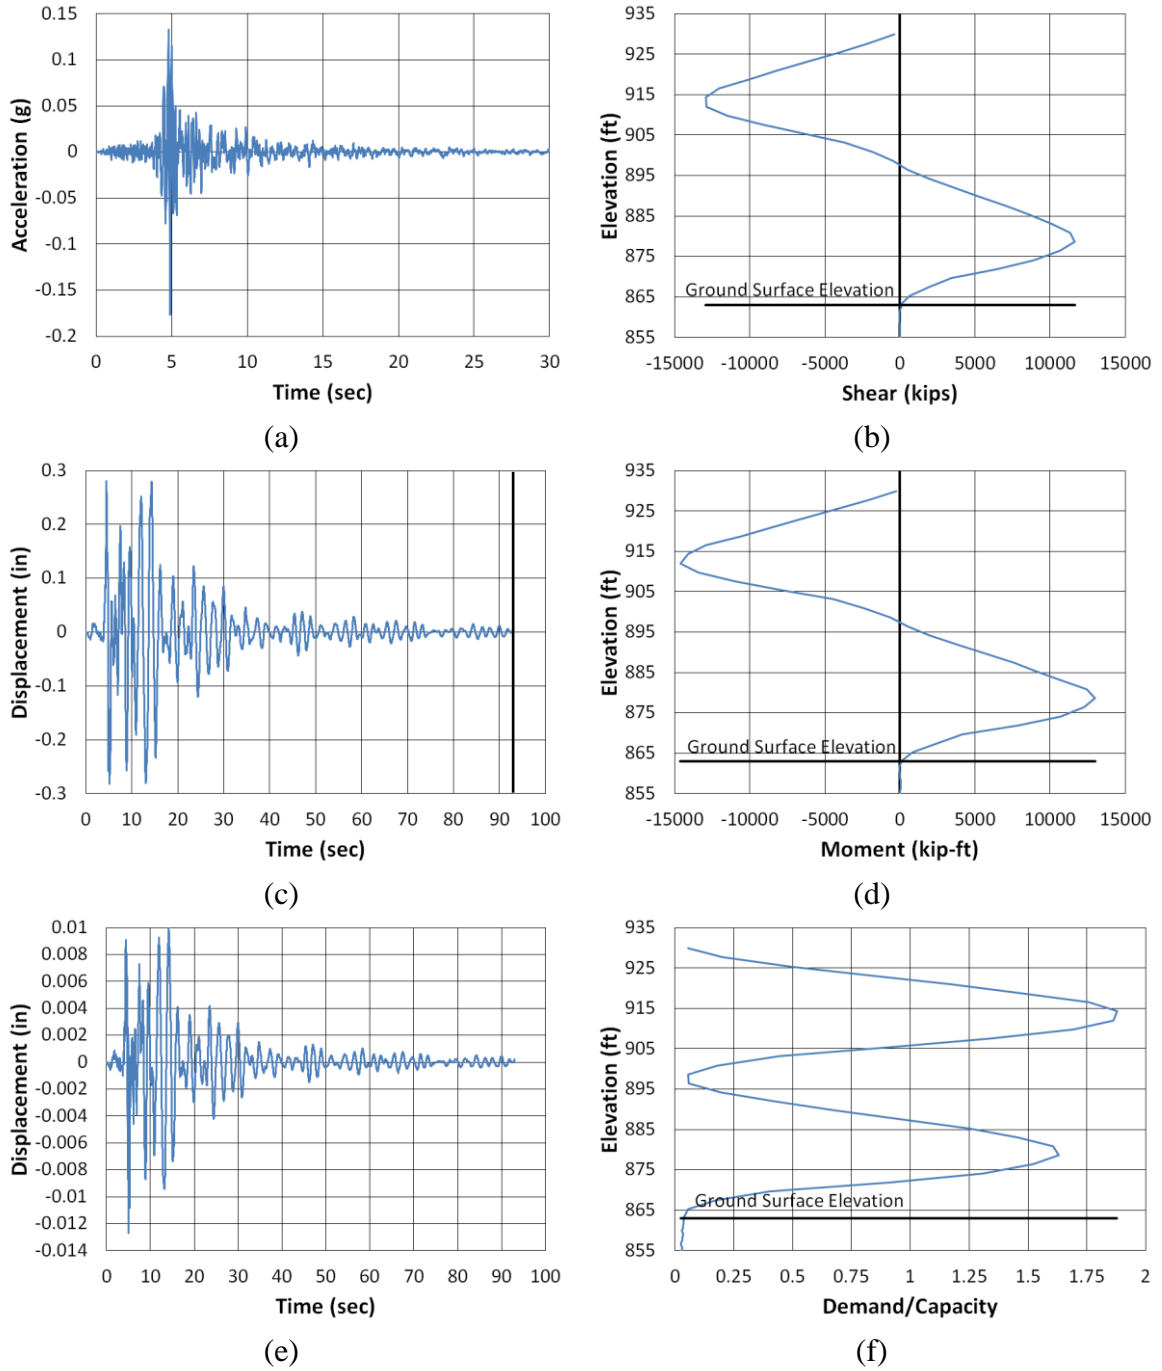 0.15
0.1
0.05
0
-0.05
-0.1
-0.15
-0.2
0 5 10 15 20 25 30
Acceleration (g)
Time (sec)
(a)
935
925
915
905
895
885
875
865
855
-15000 -10000 -5000 0 5000 10000 15000
Elevation (ft)
Ground Surface Elevation
Shear (kips)
(b)
0.3
0.2
0.1
0
-0.1
-0.2
-0.3
0 10 20 30 40 50 60 70 80 90 100
Displacement (in)
Time (sec)
(c)
935
925
915
905
895
885
875
865
855
-15000 -10000 -5000 0 5000 10000 15000
Elevation (ft)
Ground Surface Elevation
Moment (kip-ft)
(d)
0.01
0.008
0.006
0.004
0.002
0
-0.002
-0.004
-0.006
-0.008
-0.01
-0.012
-0.014
0 10 20 30 40 50 60 70 80 90 100
Displacement (in)
Time (sec)
(e)
935
925
915
905
895
885
875
865
855
0 0.25 0.5 0.75 1 1.25 1.5 1.75 2
Elevation (ft)
Ground Surface Elevation
Demand/Capacity
(f)